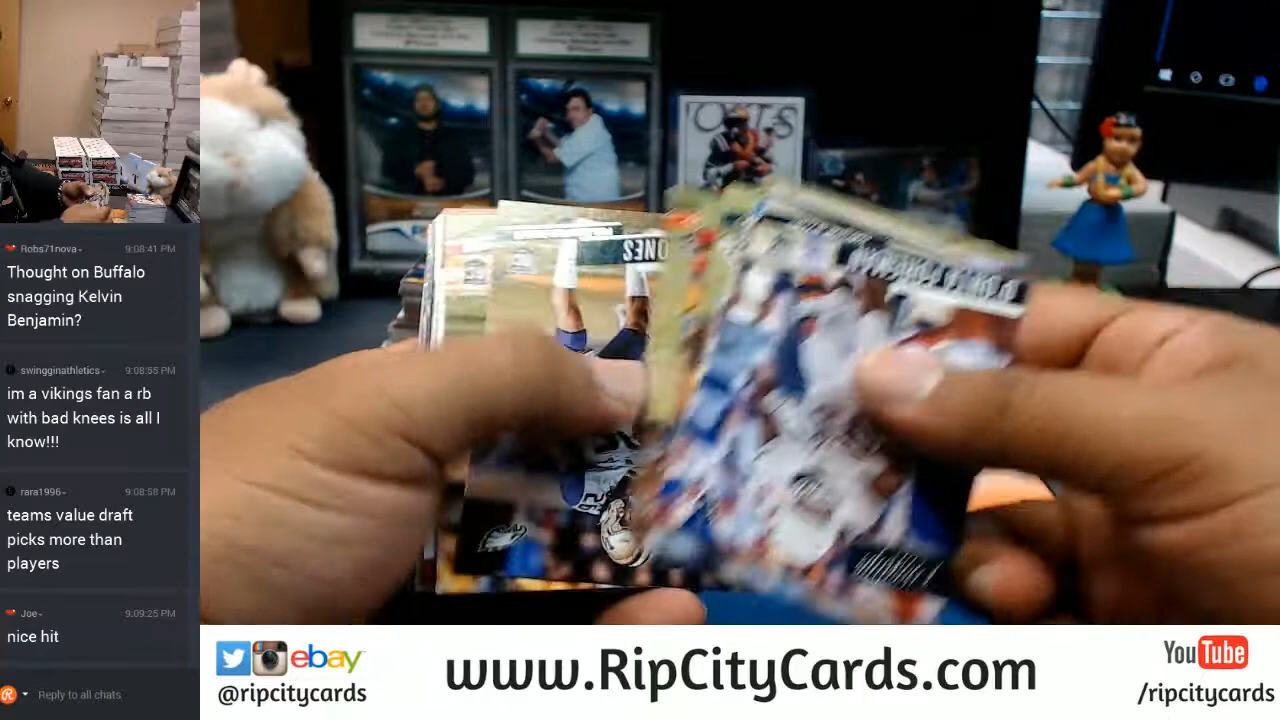 Robs71nova-
9:08:41 PM
Thought on Buffalo
snagging Kelvin
Benjamin?
swingginathletics-
9:08:55 PM
im a vikings fan a rb
with bad knees is all I
know!!!
rara1996-
9:08:58 PM
teams value draft
picks more than
players
Joe-
9:09:25 PM
nice hit
Reply to all chats
ONES
26
ebay
@ripcitycards
www.RipCityCards.com
YouTube
/ripcitycards